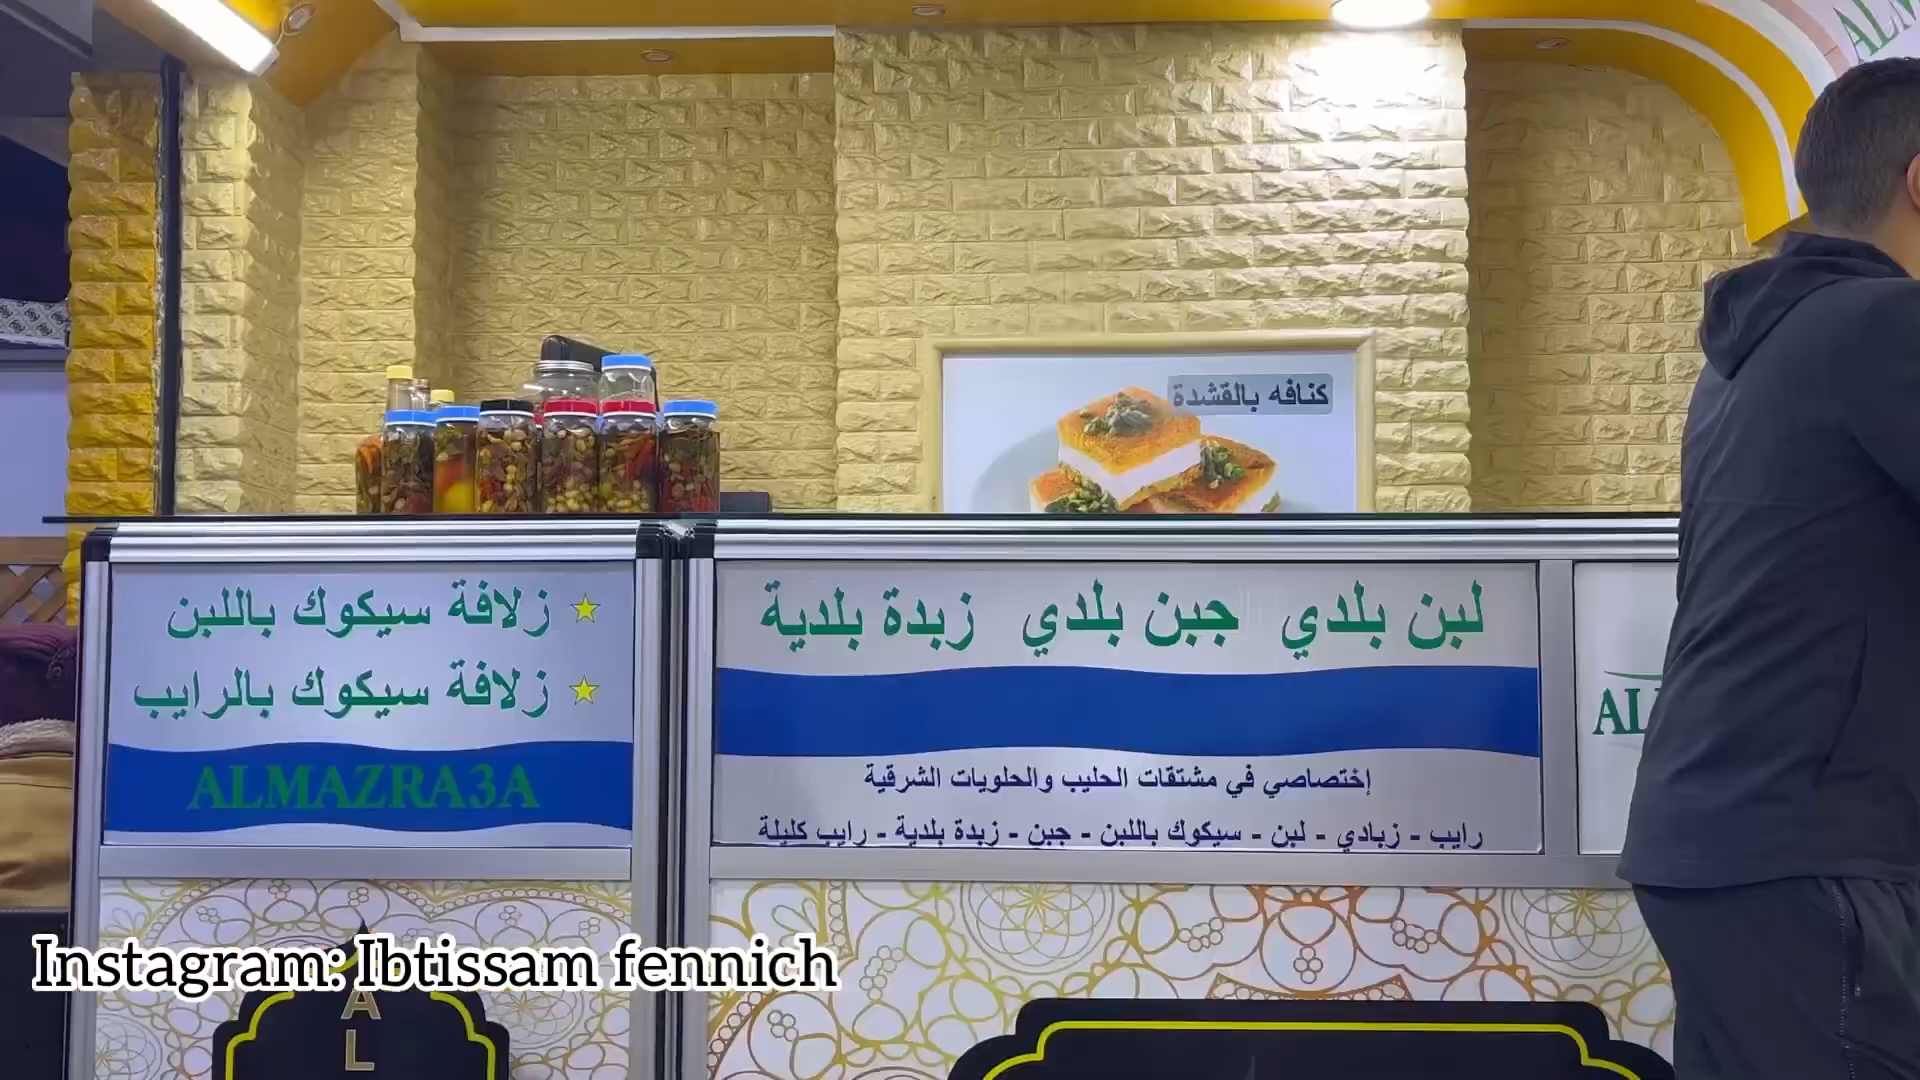 كنافه بالقشدة
زلافة سيكوك باللبن
زلافة سيكوك بالرايب
ALMAZRA3A
لبن بلدي جبن بلدي زبدة بلدية
إختصاصي في مشتقات الحليب والحلويات الشرقية
رايب - زبادي - لبن - سيكوك باللبن - جبن - زبدة بلدية - رايب كليلة
Instagram: Ibtissam fennich
A
L